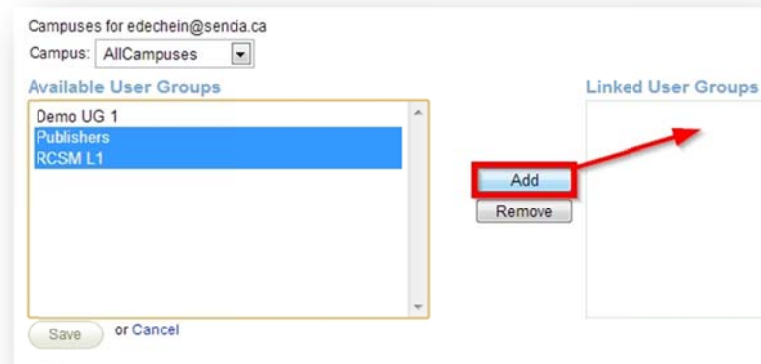 Campuses for edechein@senda.ca
Campus: AllCampuses
Available User Groups
Linked User Groups
Demo UG 1
Publishers
RCSM L1
Add
Remove
Save or Cancel